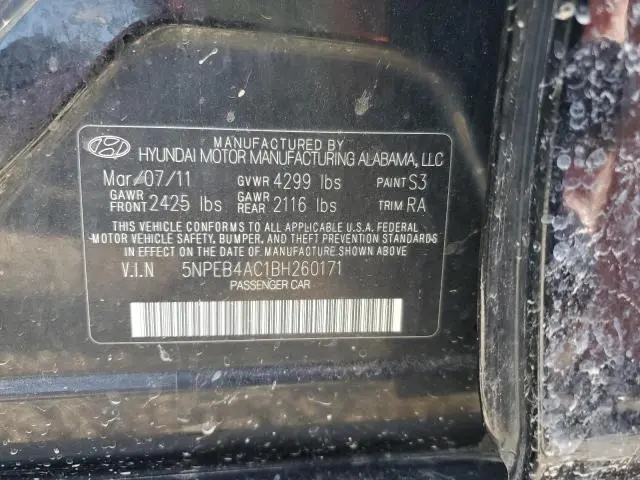 MANUFACTURED BY
HYUNDAI MOTOR MANUFACTURING ALABAMA, LLC
Mar/07/11 GVWR 4299 lbs PAINT S3
GAWR FRONT 2425 lbs GAWR REAR 2116 lbs TRIM RA
THIS VEHICLE CONFORMS TO ALL APPLICABLE U.S.A. FEDERAL
MOTOR VEHICLE SAFETY, BUMPER, AND THEFT PREVENTION STANDARDS
IN EFFECT ON THE DATE OF MANUFACTURE SHOWN ABOVE
V.I.N 5NPEB4AC1BH260171
PASSENGER CAR